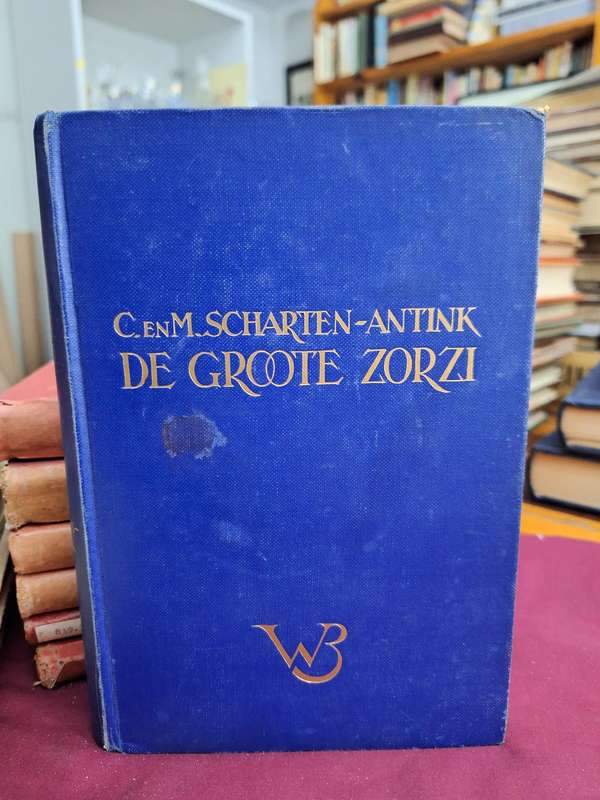 C. EN M. SCHARTEN-ANTINK
DE GROOTE ZORZI
WB